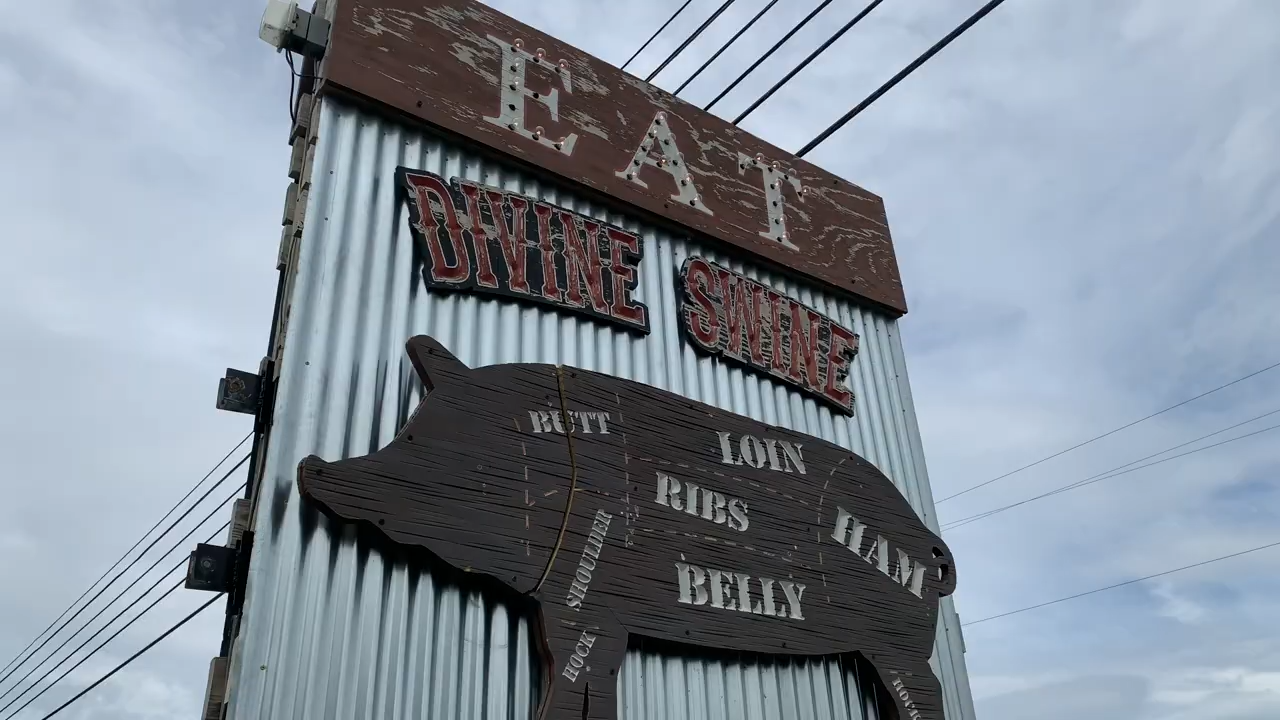 EAT
DIVINE SWINE
BUTT
LOIN
RIBS
HAM
SHOULDER
BELLY
HOCK
HOCK